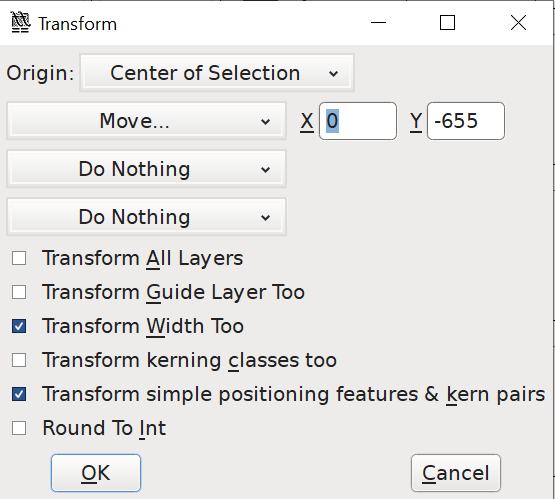 Transform
Origin: Center of Selection
Move... X 0 Y -655
Do Nothing
Do Nothing
Transform All Layers
Transform Guide Layer Too
Transform Width Too
Transform kerning classes too
Transform simple positioning features & kern pairs
Round To Int
OK Cancel